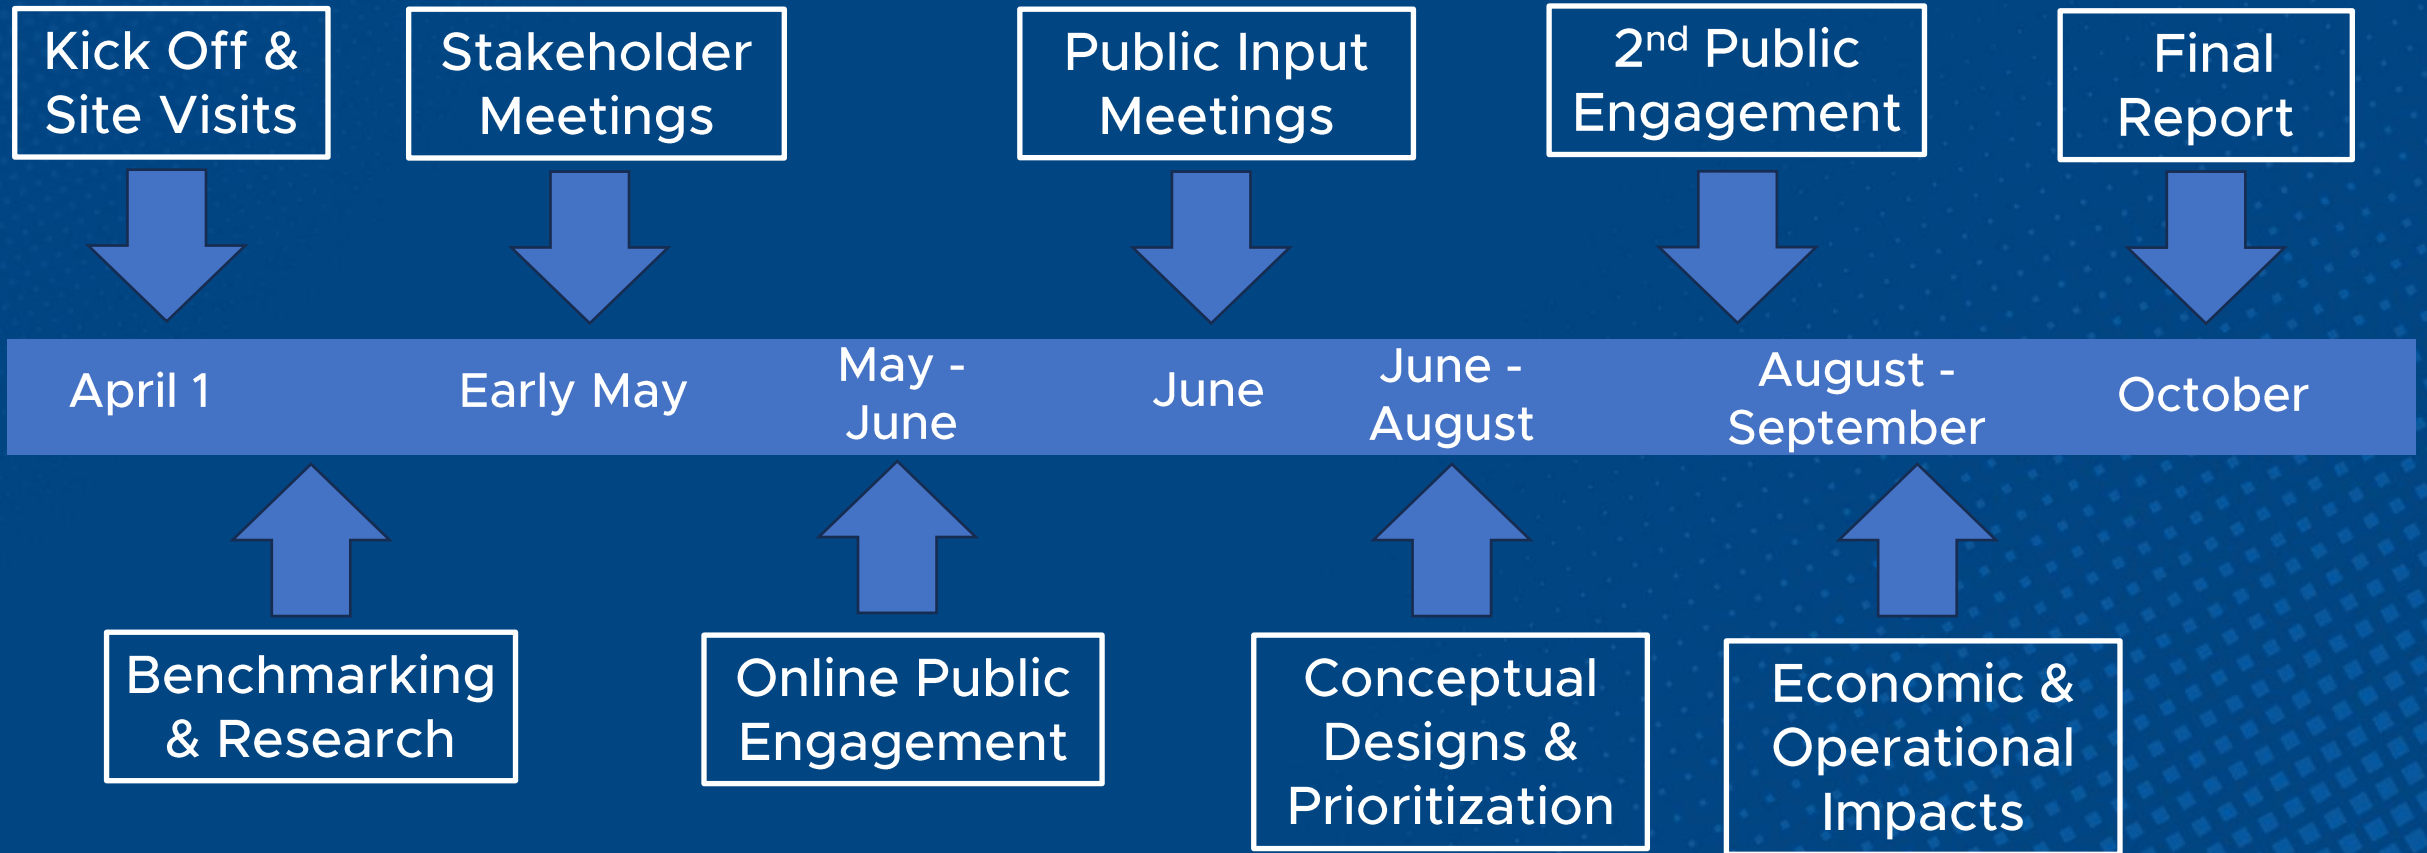 Kick Off &
Site Visits
Stakeholder
Meetings
Public Input
Meetings
2nd Public
Engagement
Final
Report
April 1
Early May
May -
June
June
June -
August
August -
September
October
Benchmarking
& Research
Online Public
Engagement
Conceptual
Designs &
Prioritization
Economic &
Operational
Impacts